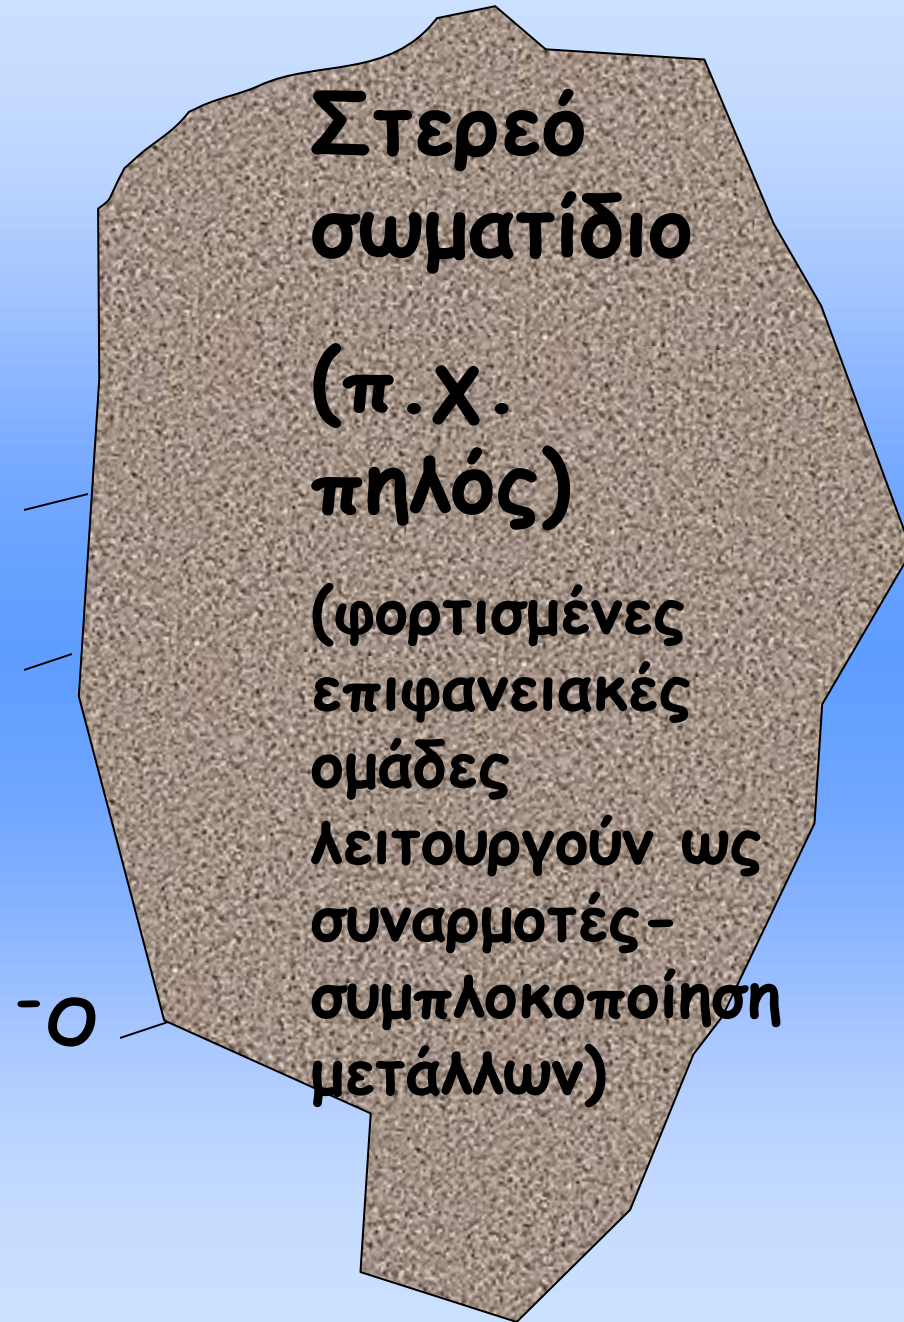 Στερεό
σωματίδιο
(π.χ.
πηλός)
(φορτισμένες
επιφανειακές
ομάδες
λειτουργούν ως
συναρμοτές-
συμπλοκοποίηση
μετάλλων)
⁻O